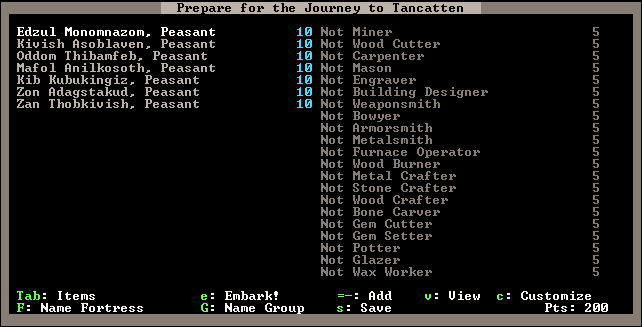 Prepare for the Journey to Tancatten
Edzul Monomnazom, Peasant 10 Not Miner 5
Kivish Asoblaven, Peasant 10 Not Wood Cutter 5
Oddom Thibamfeb, Peasant 10 Not Carpenter 5
Mafol Anilkosoth, Peasant 10 Not Mason 5
Kib Kubukingiz, Peasant 10 Not Engraver 5
Zon Adagstakud, Peasant 10 Not Building Designer 5
Zan Thobkivish, Peasant 10 Not Weaponsmith 5
Not Bowyer 5
Not Armorsmith 5
Not Metalsmith 5
Not Furnace Operator 5
Not Wood Burner 5
Not Metal Crafter 5
Not Stone Crafter 5
Not Wood Crafter 5
Not Bone Carver 5
Not Gem Cutter 5
Not Gem Setter 5
Not Potter 5
Not Glazer 5
Not Wax Worker 5
Tab: Items e: Embark! =-: Add v: View c: Customize
F: Name Fortress G: Name Group s: Save Pts: 200